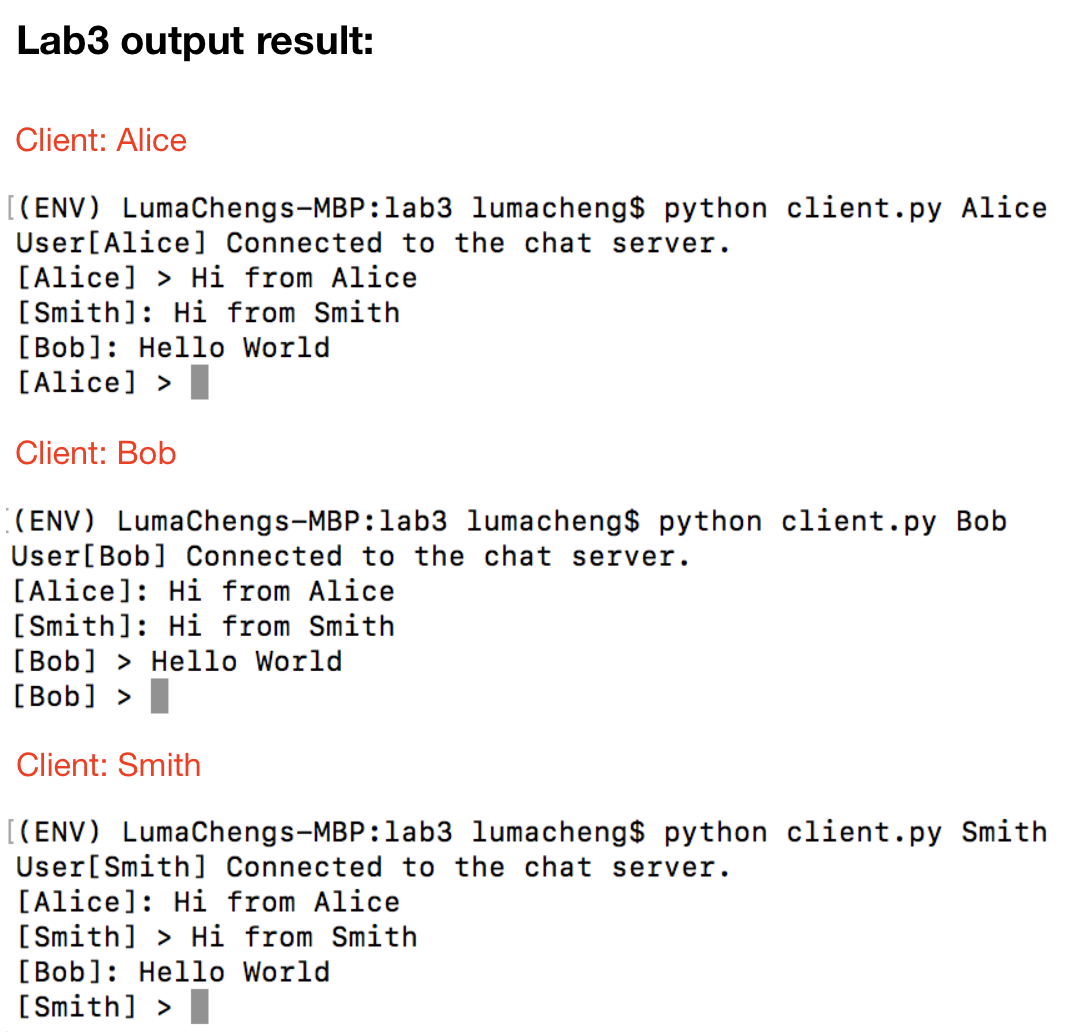 Lab3 output result:
Client: Alice
[(ENV) LumaChengs-MBP:lab3 lumacheng$ python client.py Alice
User[Alice] Connected to the chat server.
[Alice] > Hi from Alice
[Smith]: Hi from Smith
[Bob]: Hello World
[Alice] >
Client: Bob
[(ENV) LumaChengs-MBP:lab3 lumacheng$ python client.py Bob
User[Bob] Connected to the chat server.
[Alice]: Hi from Alice
[Smith]: Hi from Smith
[Bob] > Hello World
[Bob] >
Client: Smith
[(ENV) LumaChengs-MBP:lab3 lumacheng$ python client.py Smith
User[Smith] Connected to the chat server.
[Alice]: Hi from Alice
[Smith] > Hi from Smith
[Bob]: Hello World
[Smith] >